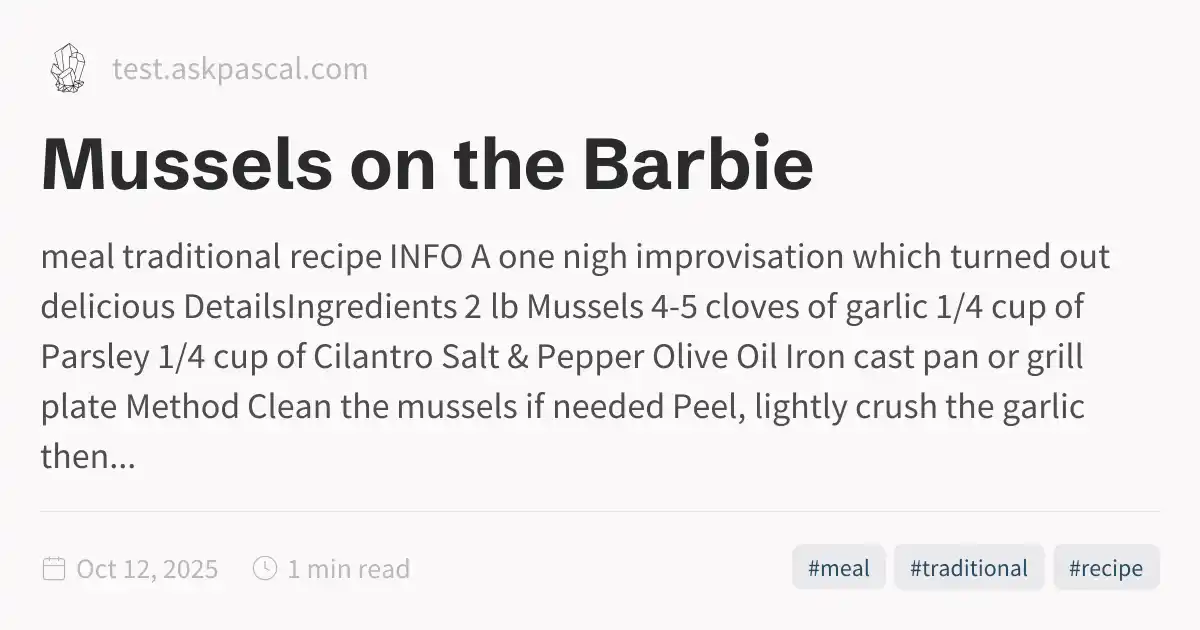 test.askpascal.com
Mussels on the Barbie
meal traditional recipe INFO A one nigh improvisation which turned out
delicious DetailsIngredients 2 lb Mussels 4-5 cloves of garlic 1/4 cup of
Parsley 1/4 cup of Cilantro Salt & Pepper Olive Oil Iron cast pan or grill
plate Method Clean the mussels if needed Peel, lightly crush the garlic
then...
Oct 12, 2025 1 min read #meal #traditional #recipe